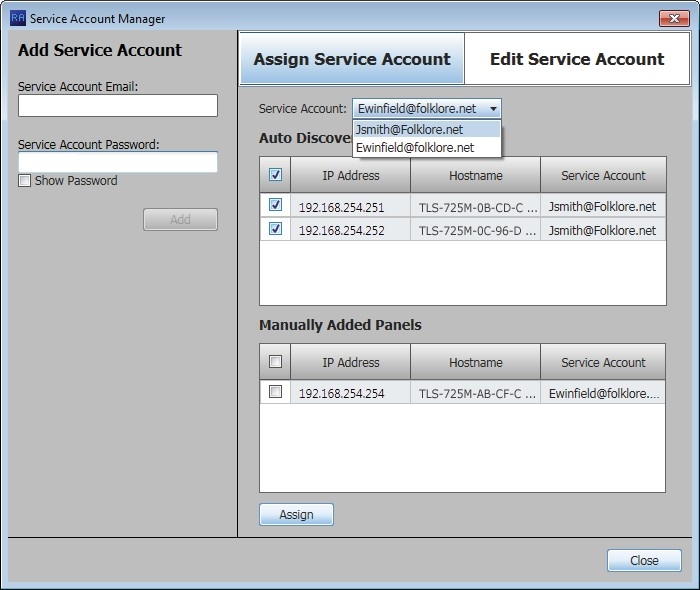 RA Service Account Manager
Add Service Account
Service Account Email:
Service Account Password:
Show Password
Add
Assign Service Account
Edit Service Account
Service Account: Ewinfield@folklore.net
Jsmith@Folklore.net
Ewinfield@folklore.net
Auto Discove
IP Address Hostname Service Account
192.168.254.251 TLS-725M-0B-CD-C ... Jsmith@Folklore.net
192.168.254.252 TLS-725M-0C-96-D ... Jsmith@Folklore.net
Manually Added Panels
IP Address Hostname Service Account
192.168.254.254 TLS-725M-AB-CF-C ... Ewinfield@folklore....
Assign
Close